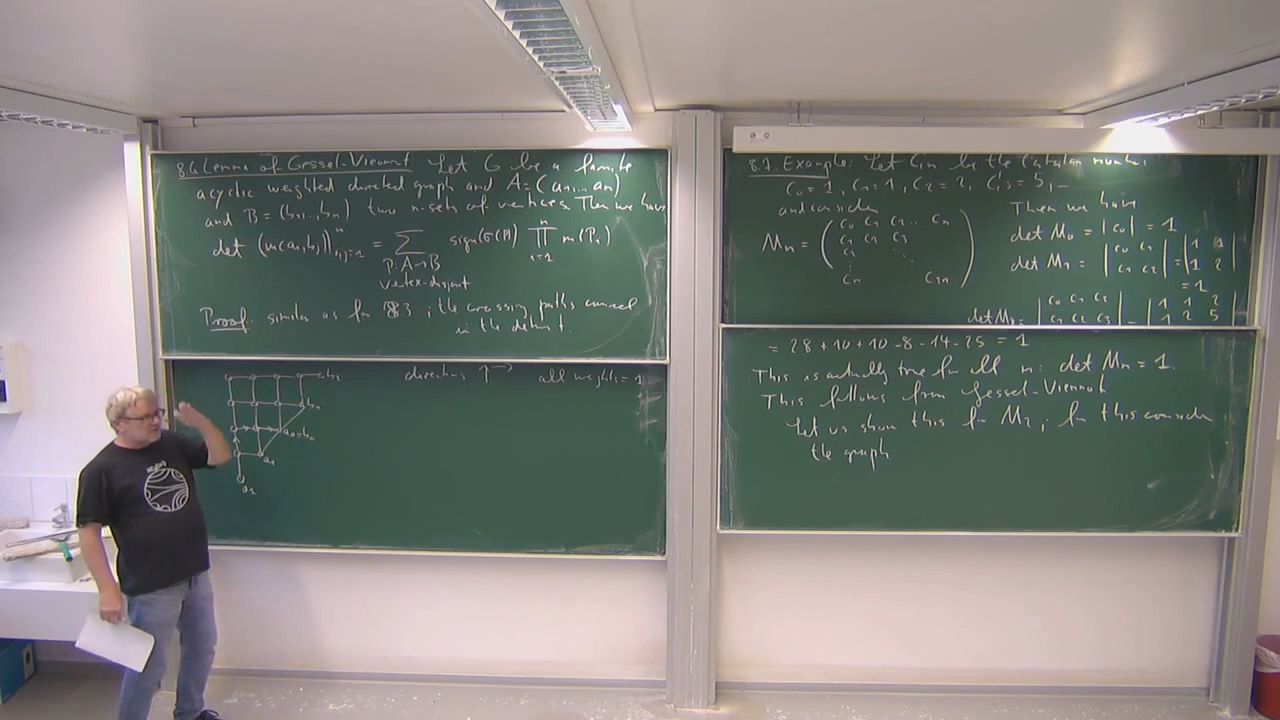 8.6 Lemma of Gessel-Viennot Let G be a finite
acyclic weighted directed graph and A = (a1,..,an)
and B = (b1,..,bn) two n-sets of vertices. Then we have
det (m(ai,bj))i,j=1^n = Σ sign(σ(P)) ∏ m(Pi)
P: A→B
vertex-disjoint
n
i=1
Proof: similar as for 8.3; the crossing paths cancel
in the
directions ↑→ all weights = 1
b2
b1
a0=b0
a1
a2
8.7 Example: Let Cn be the Catalan numbers
C0 = 1, C1 = 1, C2 = 2, C3 = 5, ...
and consider
Mn = ( C0 C1 C2 ... Cn
C1 C2 C3
C2
⋮
Cn C2n )
Then we have
det M0 = |C0| = 1
det M1 = | C0 C1 | = | 1 1 |
| C1 C2 | | 1 2 |
= 1
det M2 = | C0 C1 C2 | = | 1 1 2 |
| C1 C2 C3 | | 1 2 5 |
= 28 + 10 + 10 - 8 - 14 - 25 = 1
This is actually true for all n: det Mn = 1.
This follows from Gessel-Viennot
Let us show this for M2; for this consider
the graph